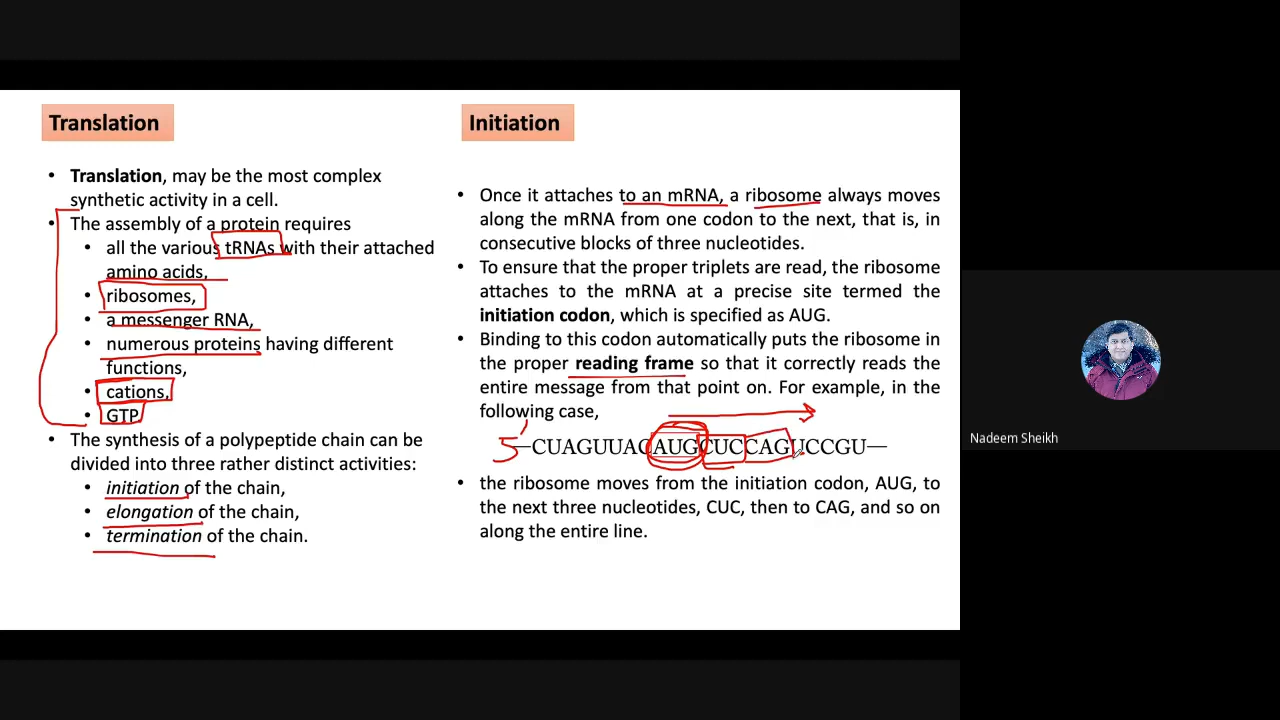 Translation
• Translation, may be the most complex
synthetic activity in a cell.
• The assembly of a protein requires
• all the various tRNAs with their attached
amino acids,
• ribosomes,
• a messenger RNA,
• numerous proteins having different
functions,
• cations,
• GTP
• The synthesis of a polypeptide chain can be
divided into three rather distinct activities:
• initiation of the chain,
• elongation of the chain,
• termination of the chain.
Initiation
• Once it attaches to an mRNA, a ribosome always moves
along the mRNA from one codon to the next, that is, in
consecutive blocks of three nucleotides.
• To ensure that the proper triplets are read, the ribosome
attaches to the mRNA at a precise site termed the
initiation codon, which is specified as AUG.
• Binding to this codon automatically puts the ribosome in
the proper reading frame so that it correctly reads the
entire message from that point on. For example, in the
following case,
5' —CUAGUUACAUGCUCCAGUCCGU—
• the ribosome moves from the initiation codon, AUG, to
the next three nucleotides, CUC, then to CAG, and so on
along the entire line.
Nadeem Sheikh